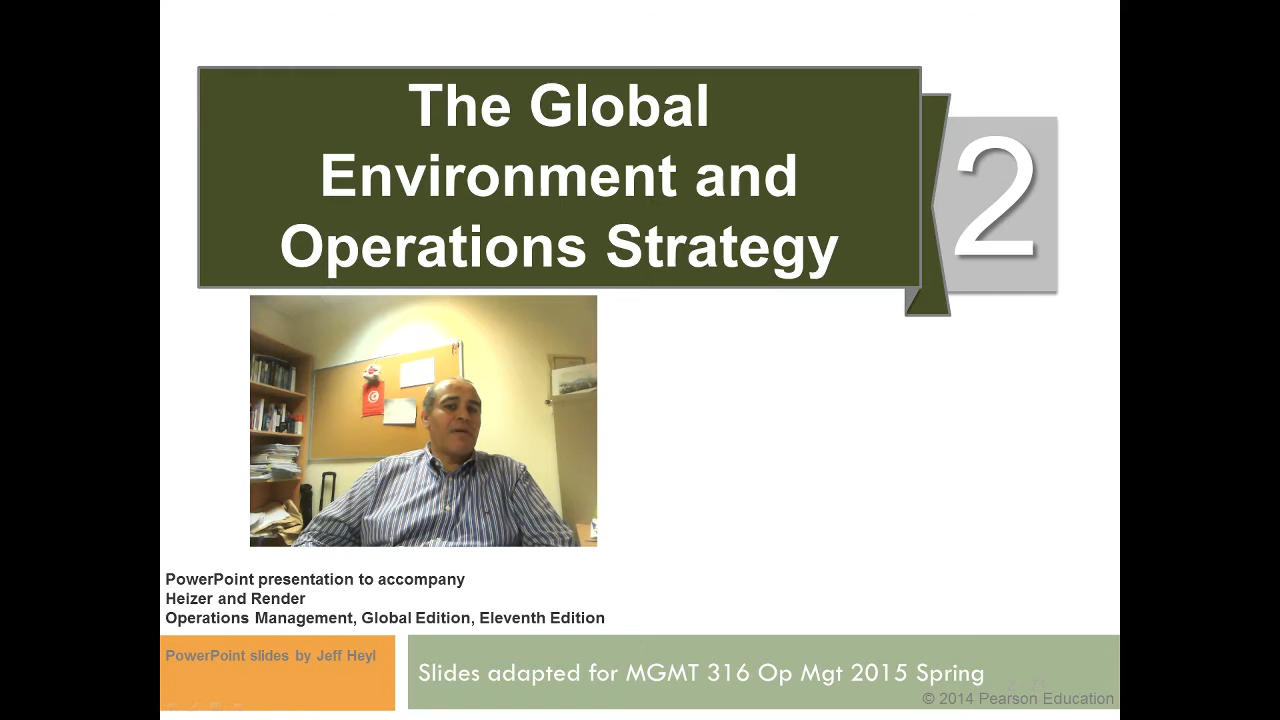 The Global
Environment and
Operations Strategy
2
PowerPoint presentation to accompany
Heizer and Render
Operations Management, Global Edition, Eleventh Edition
PowerPoint slides by Jeff Heyl
Slides adapted for MGMT 316 Op Mgt 2015 Spring
© 2014 Pearson Education